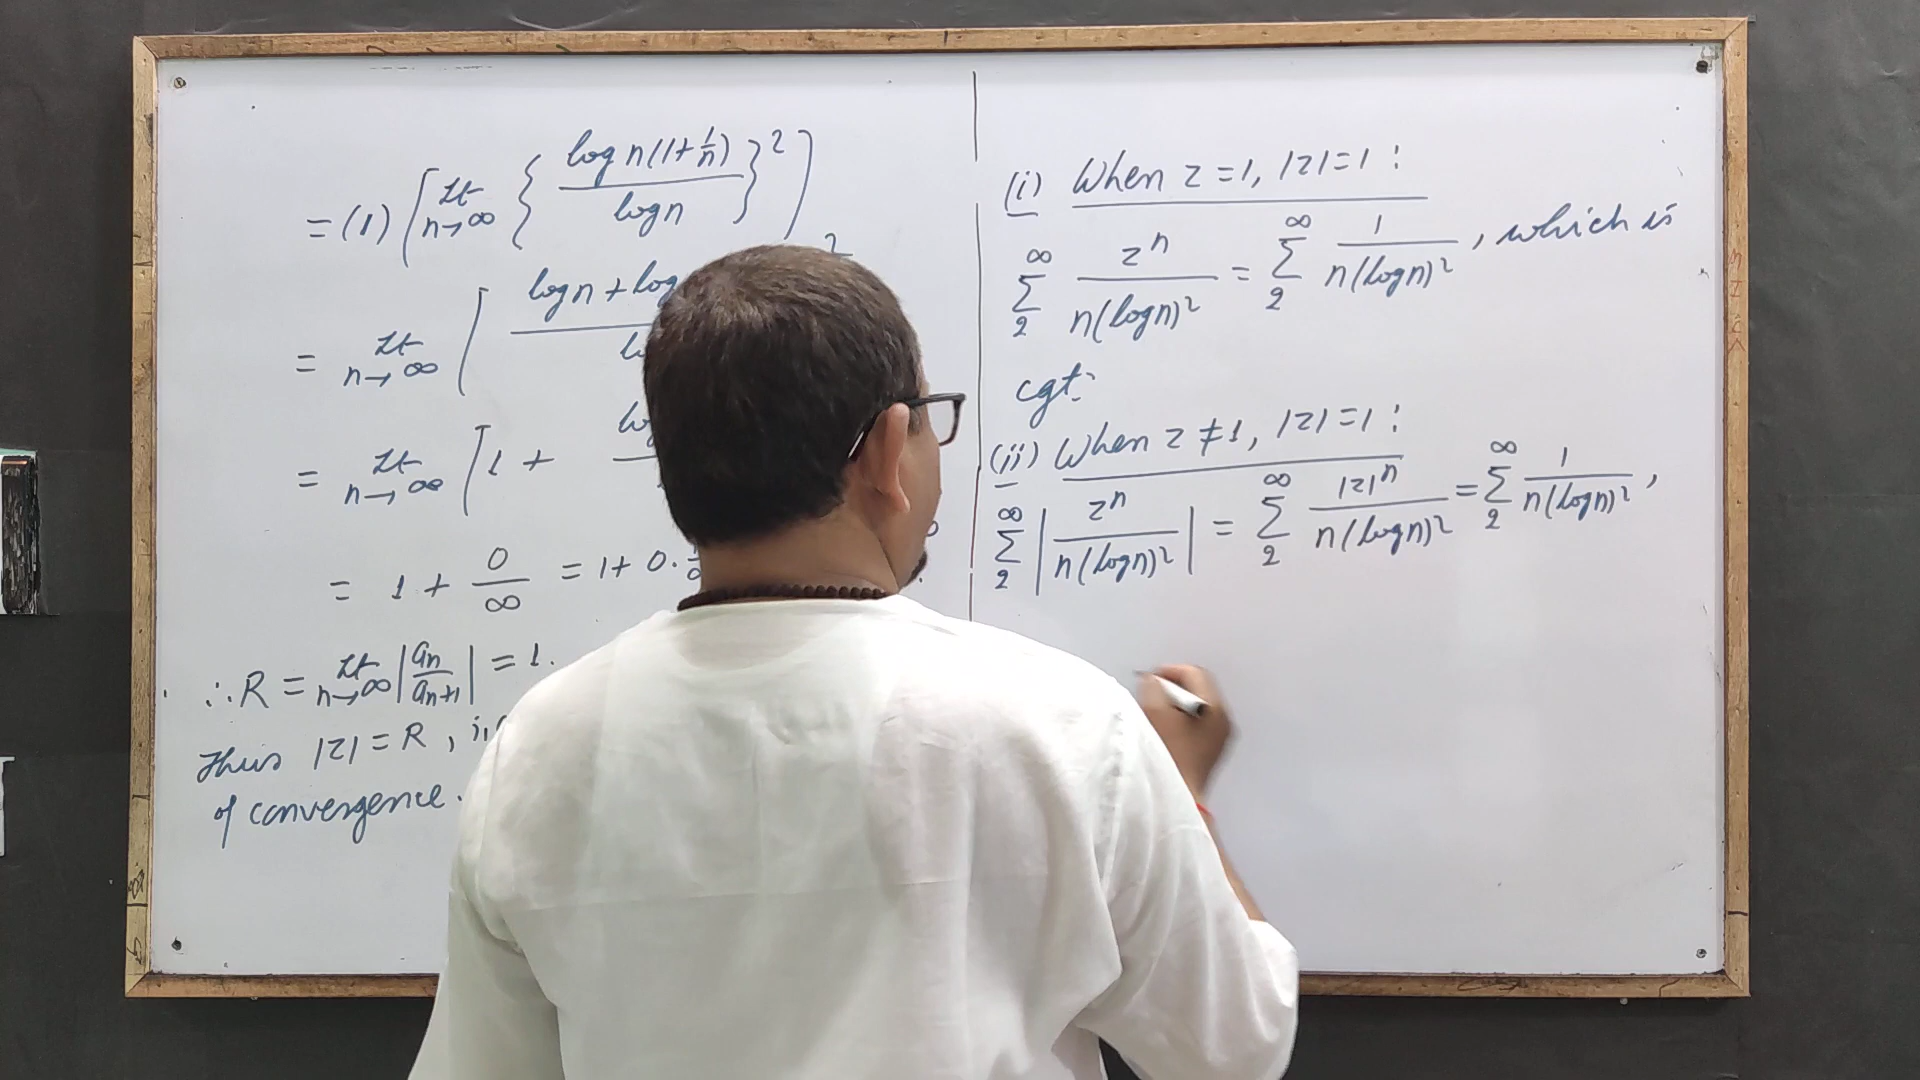 = (1) [ lt n→∞ { log n(1+1/n) / log n }² ]
= lt n→∞ [ log n + log / ² 
= lt n→∞ [ 1 +
= 1 + 0/∞ = 1 + 0.
∴ R = lt n→∞ |an/an+1| = 1.
Thus |z| = R,
of convergence.
(i) When z = 1, |z| = 1 :
∞ Σ 2 zⁿ / n(log n)² = ∞ Σ 2 1 / n(log n)² , which is
cgt.
(ii) When z ≠ 1, |z| = 1 :
∞ Σ 2 | zⁿ / n(log n)² | = ∞ Σ 2 |z|ⁿ / n(log n)² = ∞ Σ 2 1 / n(log n)² ,